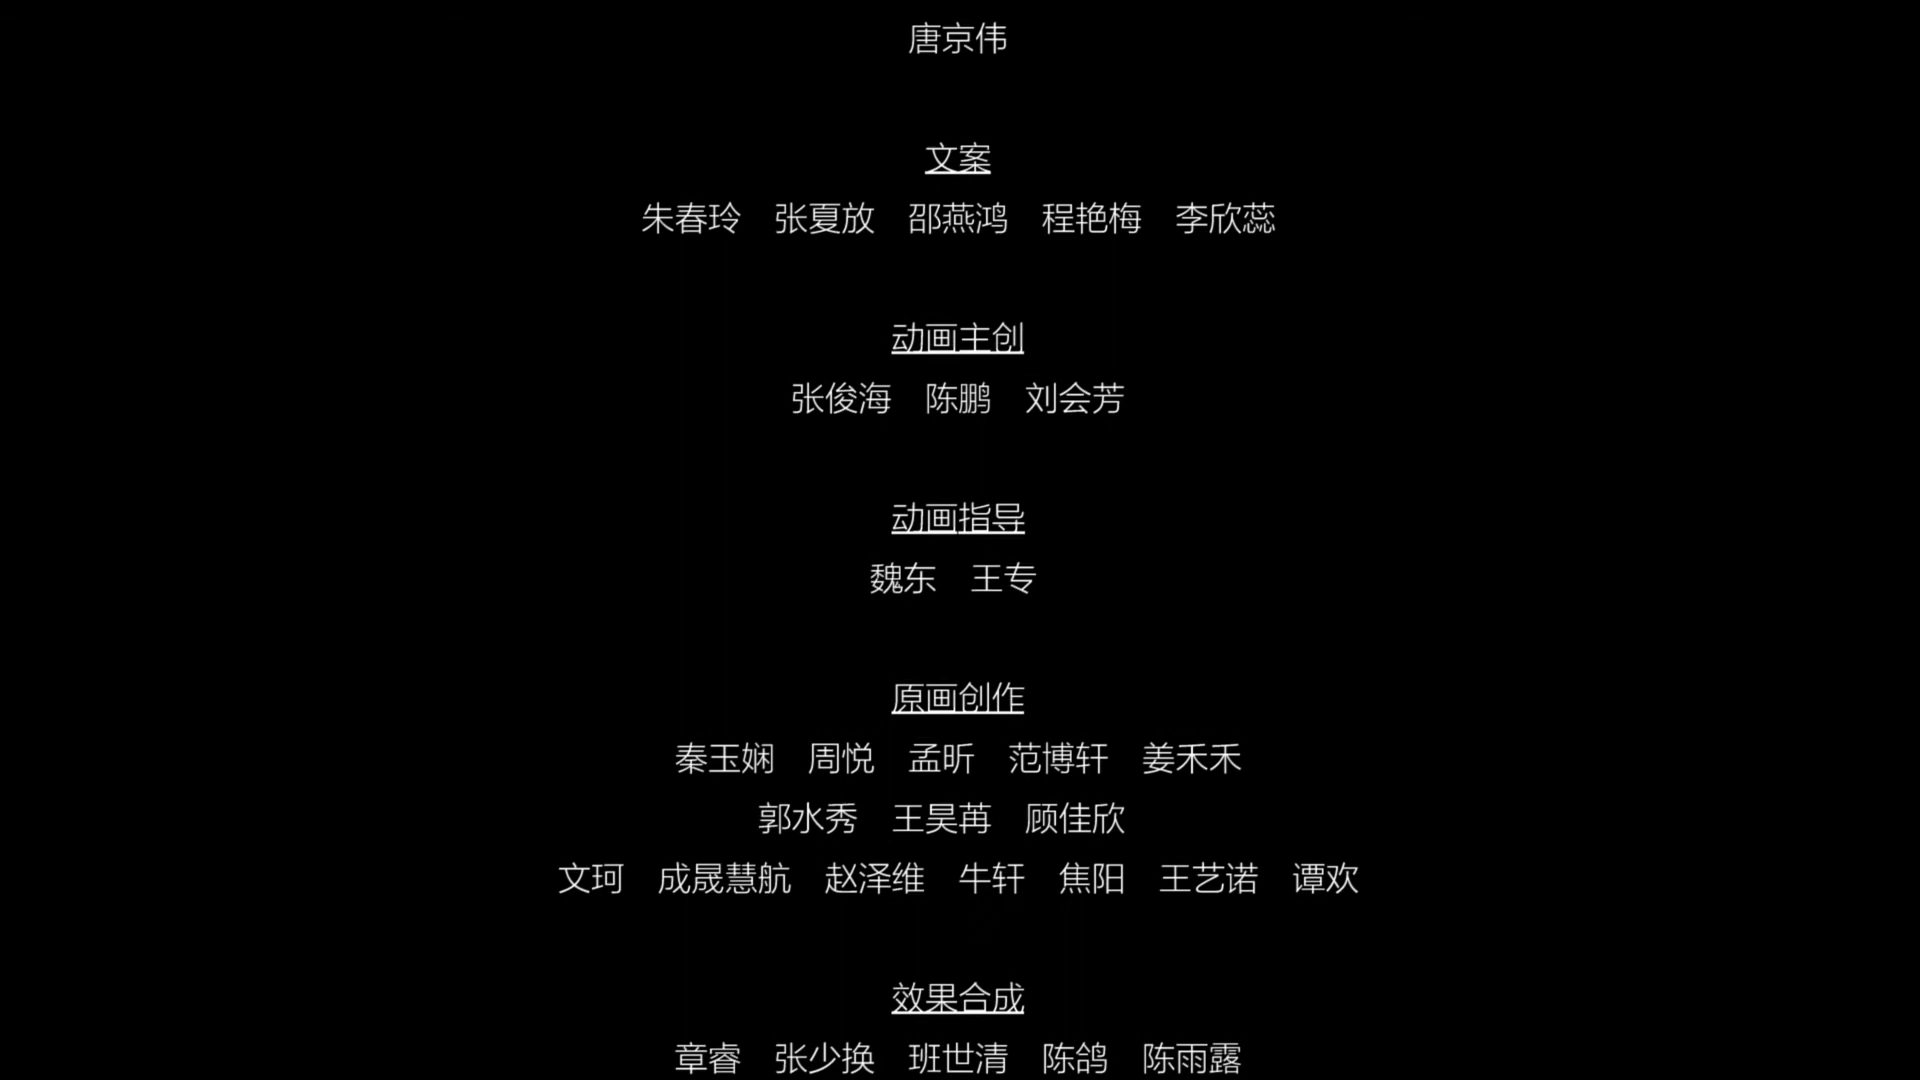 唐京伟
文案
朱春玲 张夏放 邵燕鸿 程艳梅 李欣蕊
动画主创
张俊海 陈鹏 刘会芳
动画指导
魏东 王专
原画创作
秦玉娴 周悦 孟昕 范博轩 姜禾禾
郭水秀 王昊苒 顾佳欣
文珂 成晟慧航 赵泽维 牛轩 焦阳 王艺诺 谭欢
效果合成
章睿 张少换 班世清 陈鸽 陈雨露